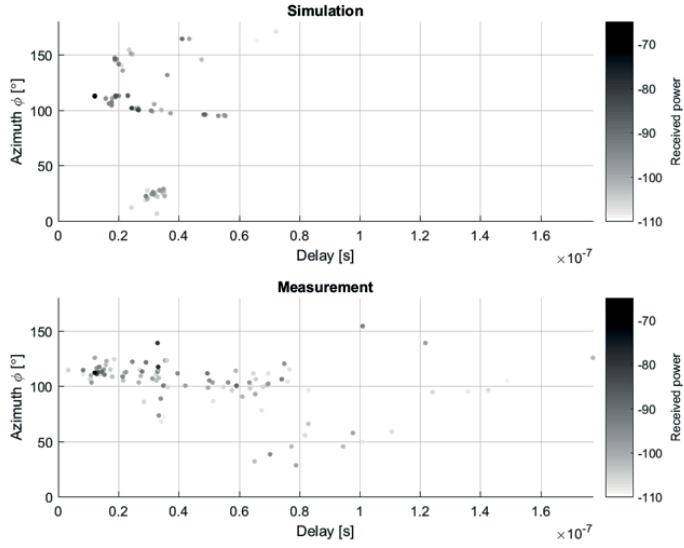 Simulation
150
100
50
0
Azimuth ϕ [°]
0 0.2 0.4 0.6 0.8 1 1.2 1.4 1.6
Delay [s]
×10⁻⁷
-70
-80
-90
-100
-110
Received power
Measurement
150
100
50
0
Azimuth ϕ [°]
0 0.2 0.4 0.6 0.8 1 1.2 1.4 1.6
Delay [s]
×10⁻⁷
-70
-80
-90
-100
-110
Received power